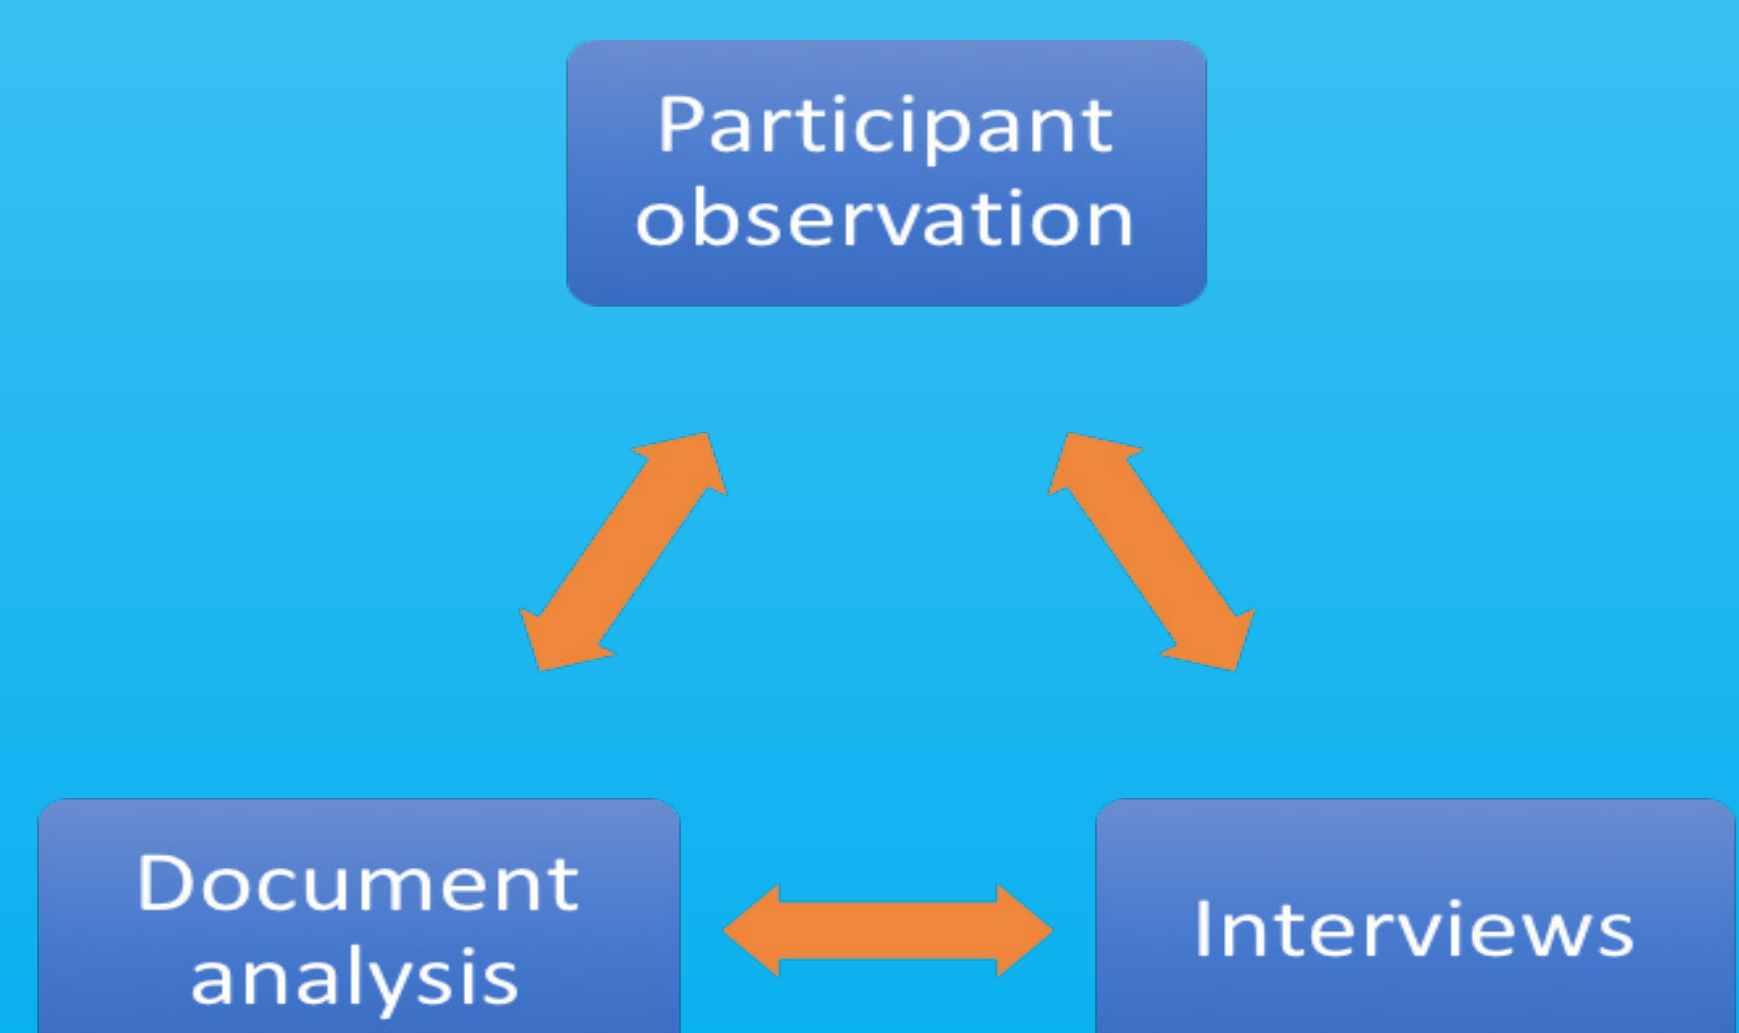 Participant
observation
Document
analysis
Interviews